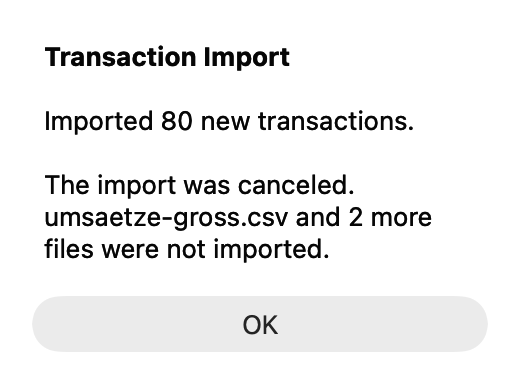 Transaction Import
Imported 80 new transactions.
The import was canceled.
umsaetze-gross.csv and 2 more
files were not imported.
OK